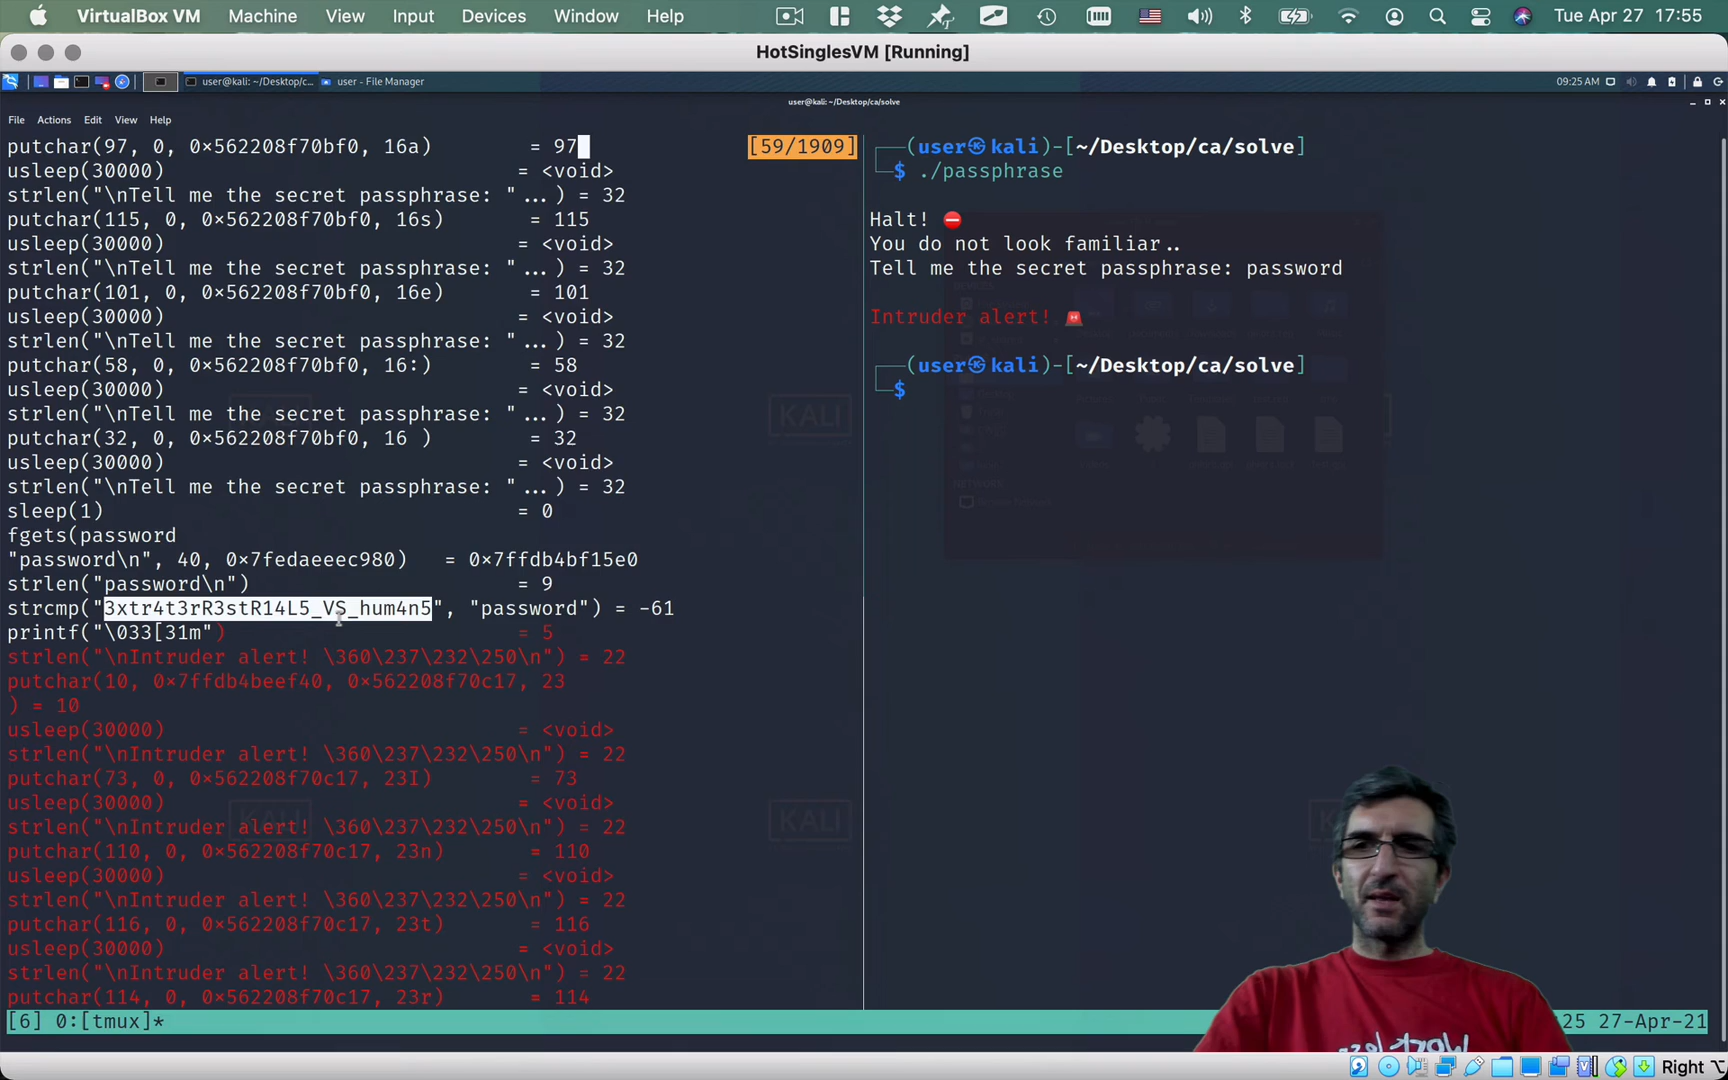 VirtualBox VM Machine View Input Devices Window Help Tue Apr 27 17:55
HotSinglesVM [Running]
user@kali: ~/Desktop/c... user - File Manager 09:25 AM
user@kali: ~/Desktop/ca/solve
File Actions Edit View Help
putchar(97, 0, 0×562208f70bf0, 16a) = 97 [59/1909]
usleep(30000) = <void>
strlen("\nTell me the secret passphrase: "...) = 32
putchar(115, 0, 0×562208f70bf0, 16s) = 115
usleep(30000) = <void>
strlen("\nTell me the secret passphrase: "...) = 32
putchar(101, 0, 0×562208f70bf0, 16e) = 101
usleep(30000) = <void>
strlen("\nTell me the secret passphrase: "...) = 32
putchar(58, 0, 0×562208f70bf0, 16:) = 58
usleep(30000) = <void>
strlen("\nTell me the secret passphrase: "...) = 32
putchar(32, 0, 0×562208f70bf0, 16 ) = 32
usleep(30000) = <void>
strlen("\nTell me the secret passphrase: "...) = 32
sleep(1) = 0
fgets(password
"password\n", 40, 0×7fedaeeec980) = 0×7ffdb4bf15e0
strlen("password\n") = 9
strcmp("3xtr4t3rR3stR14L5_VS_hum4n5", "password") = -61
printf("\033[31m") = 5
strlen("\nIntruder alert! \360\237\232\250\n") = 22
putchar(10, 0×7ffdb4beef40, 0×562208f70c17, 23
) = 10
usleep(30000) = <void>
strlen("\nIntruder alert! \360\237\232\250\n") = 22
putchar(73, 0, 0×562208f70c17, 23I) = 73
usleep(30000) = <void>
strlen("\nIntruder alert! \360\237\232\250\n") = 22
putchar(110, 0, 0×562208f70c17, 23n) = 110
usleep(30000) = <void>
strlen("\nIntruder alert! \360\237\232\250\n") = 22
putchar(116, 0, 0×562208f70c17, 23t) = 116
usleep(30000) = <void>
strlen("\nIntruder alert! \360\237\232\250\n") = 22
putchar(114, 0, 0×562208f70c17, 23r) = 114
[6] 0:[tmux]*
(user㉿kali)-[~/Desktop/ca/solve]
$ ./passphrase
Halt! ⛔
You do not look familiar..
Tell me the secret passphrase: password
Intruder alert! 🚨
(user㉿kali)-[~/Desktop/ca/solve]
$
KALI
KALI
KALI
25 27-Apr-21
Right ⌥